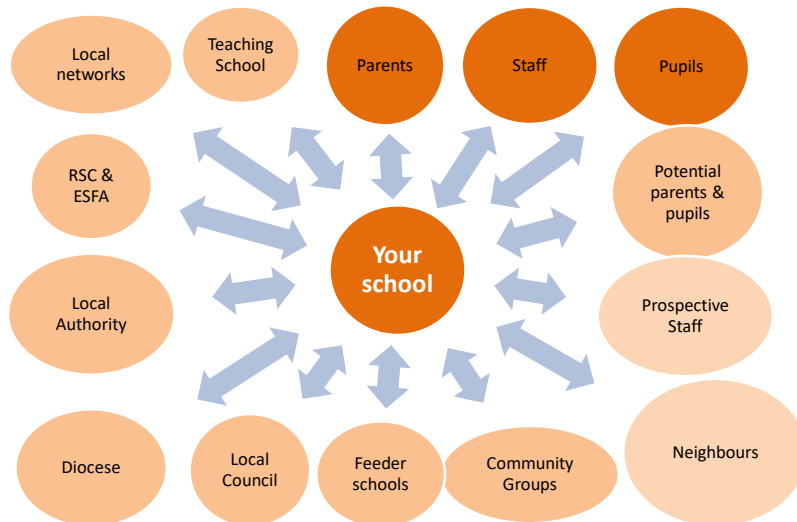 Local
networks
Teaching
School
Parents
Staff
Pupils
RSC &
ESFA
Potential
parents &
pupils
Your
school
Local
Authority
Prospective
Staff
Diocese
Local
Council
Feeder
schools
Community
Groups
Neighbours